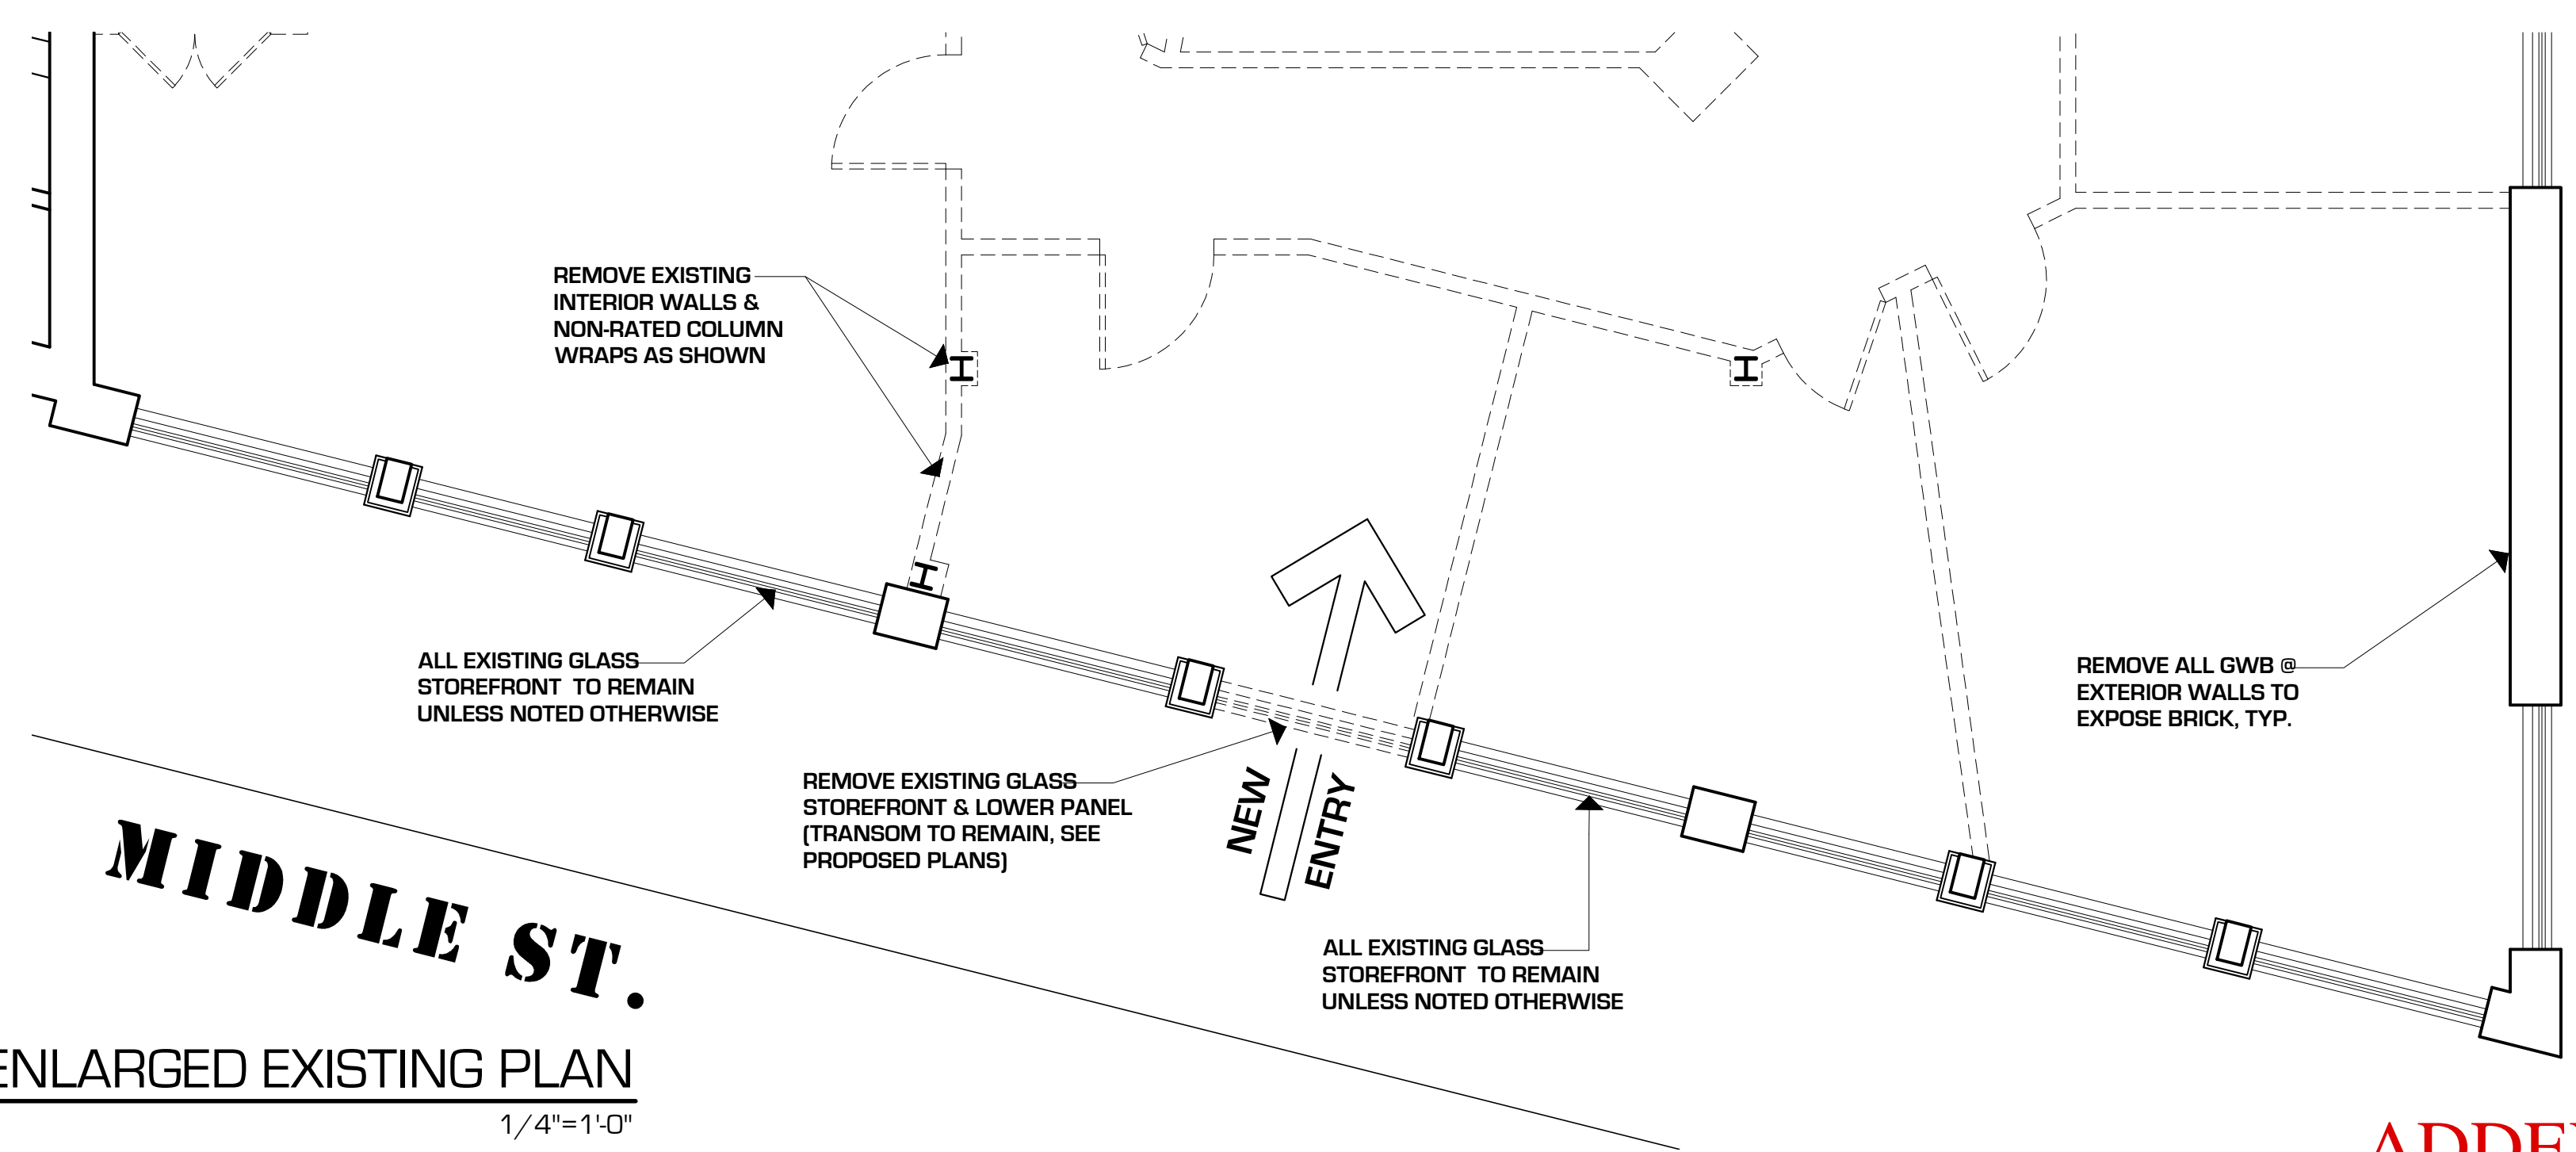 REMOVE EXISTING
INTERIOR WALLS &
NON-RATED COLUMN
WRAPS AS SHOWN
ALL EXISTING GLASS
STOREFRONT TO REMAIN
UNLESS NOTED OTHERWISE
REMOVE ALL GWB @
EXTERIOR WALLS TO
EXPOSE BRICK, TYP.
REMOVE EXISTING GLASS
STOREFRONT & LOWER PANEL
(TRANSOM TO REMAIN, SEE
PROPOSED PLANS)
NEW
ENTRY
ALL EXISTING GLASS
STOREFRONT TO REMAIN
UNLESS NOTED OTHERWISE
MIDDLE ST.
ENLARGED EXISTING PLAN
1/4"=1'-0"